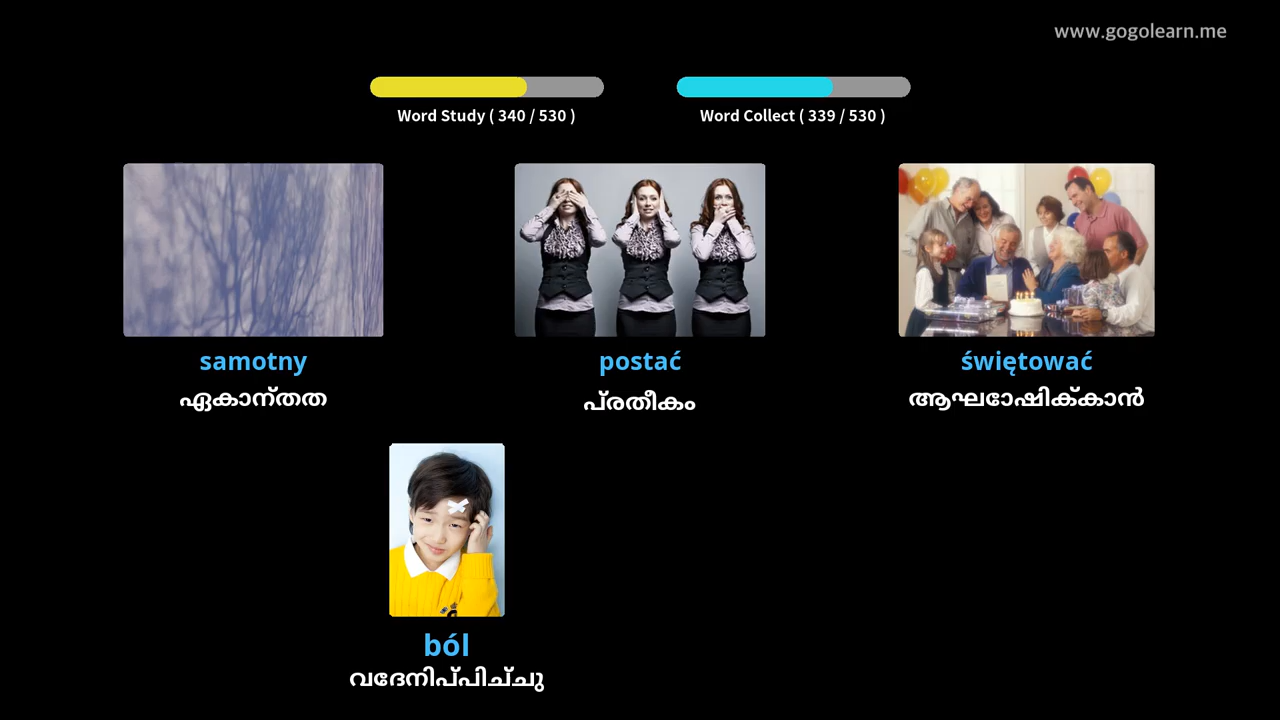 www.gogolearn.me
Word Study ( 340 / 530 )
Word Collect ( 339 / 530 )
samotny
postać
świętować
ഏകാന്തത
പ്രതീകം
ആഘോഷിക്കാൻ
ból
വേദനിപ്പിച്ചു